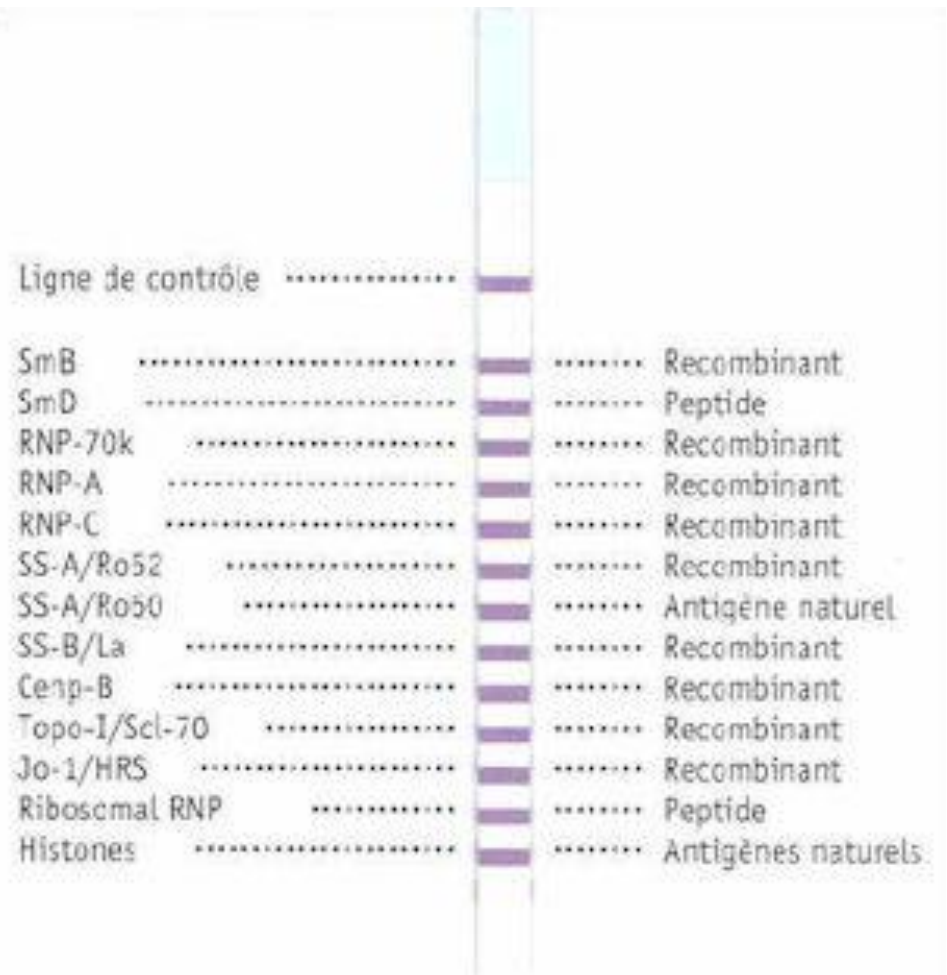 Ligne de contrôle
SmB Recombinant
SmD Peptide
RNP-70k Recombinant
RNP-A Recombinant
RNP-C Recombinant
SS-A/Ro52 Recombinant
SS-A/Ro60 Antigène naturel
SS-B/La Recombinant
Cenp-B Recombinant
Topo-I/Scl-70 Recombinant
Jo-1/HRS Recombinant
Ribosomal RNP Peptide
Histones Antigènes naturels